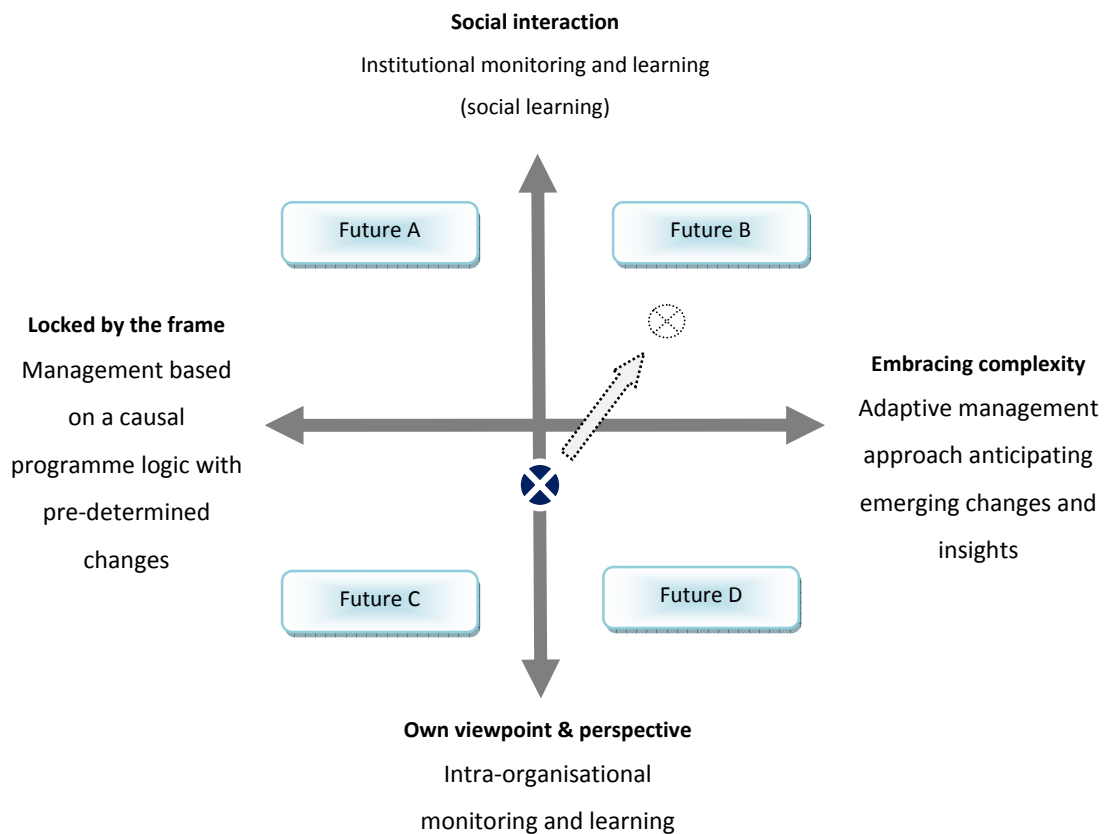 Social interaction
Institutional monitoring and learning
(social learning)
Future A
Future B
Locked by the frame
Management based
on a causal
programme logic with
pre-determined
changes
Embracing complexity
Adaptive management
approach anticipating
emerging changes and
insights
Future C
Future D
Own viewpoint & perspective
Intra-organisational
monitoring and learning